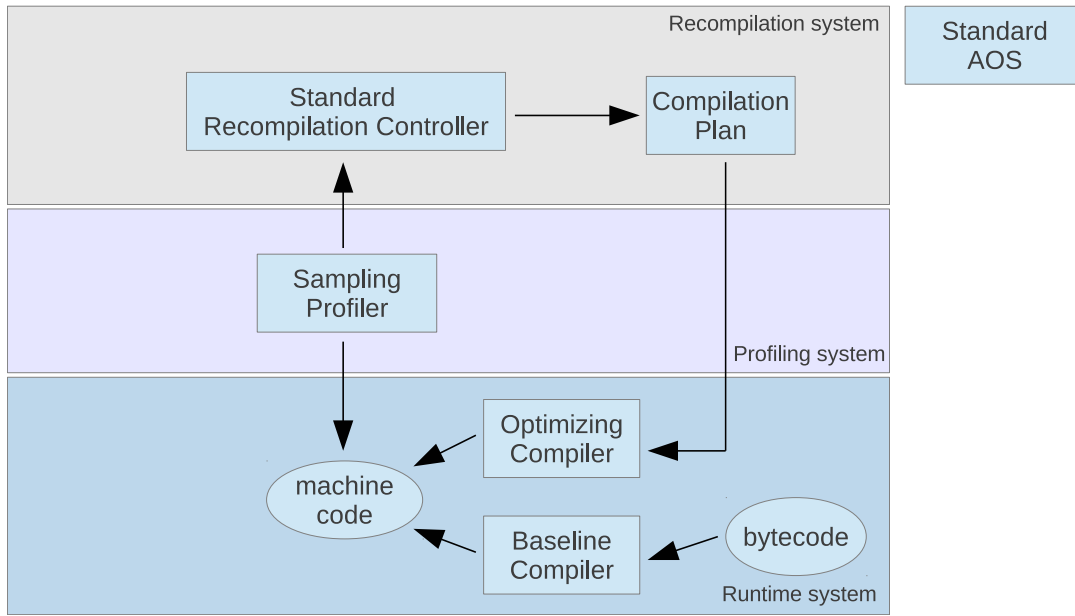 Recompilation system
Standard
AOS
Standard
Recompilation Controller
Compilation
Plan
Sampling
Profiler
Profiling system
Optimizing
Compiler
machine
code
Baseline
Compiler
bytecode
Runtime system